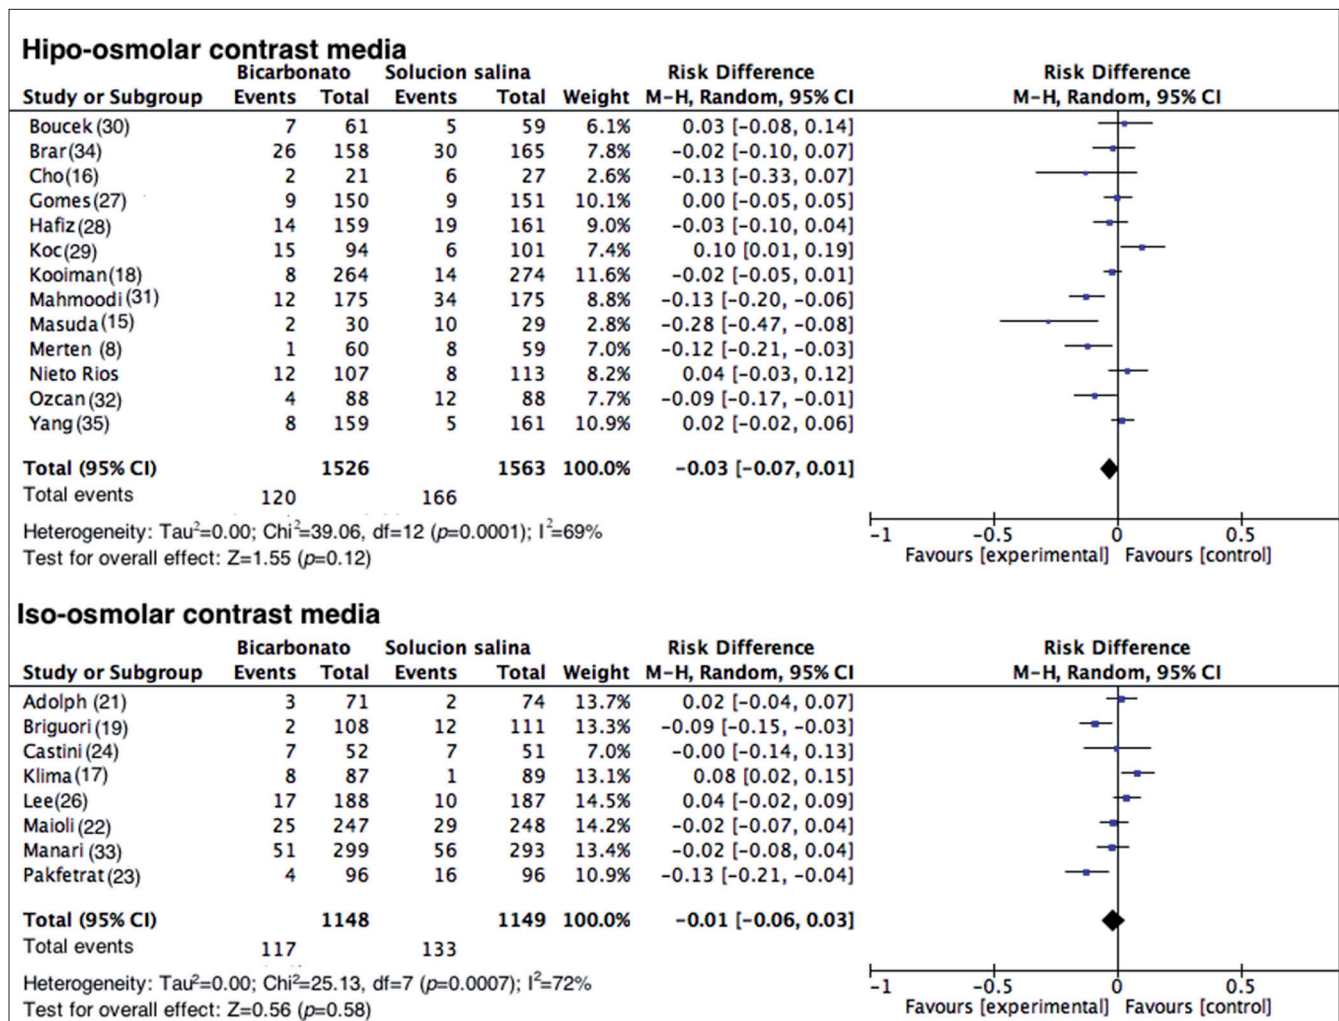 Hipo-osmolar contrast media
Bicarbonato Solucion salina Risk Difference Risk Difference
Study or Subgroup Events Total Events Total Weight M-H, Random, 95% CI M-H, Random, 95% CI
Boucek (30) 7 61 5 59 6.1% 0.03 [-0.08, 0.14]
Brar (34) 26 158 30 165 7.8% -0.02 [-0.10, 0.07]
Cho (16) 2 21 6 27 2.6% -0.13 [-0.33, 0.07]
Gomes (27) 9 150 9 151 10.1% 0.00 [-0.05, 0.05]
Hafiz (28) 14 159 19 161 9.0% -0.03 [-0.10, 0.04]
Koc (29) 15 94 6 101 7.4% 0.10 [0.01, 0.19]
Kooiman (18) 8 264 14 274 11.6% -0.02 [-0.05, 0.01]
Mahmoodi (31) 12 175 34 175 8.8% -0.13 [-0.20, -0.06]
Masuda (15) 2 30 10 29 2.8% -0.28 [-0.47, -0.08]
Merten (8) 1 60 8 59 7.0% -0.12 [-0.21, -0.03]
Nieto Rios 12 107 8 113 8.2% 0.04 [-0.03, 0.12]
Ozcan (32) 4 88 12 88 7.7% -0.09 [-0.17, -0.01]
Yang (35) 8 159 5 161 10.9% 0.02 [-0.02, 0.06]
Total (95% CI) 1526 1563 100.0% -0.03 [-0.07, 0.01]
Total events 120 166
Heterogeneity: Tau²=0.00; Chi²=39.06, df=12 (p=0.0001); I²=69%
Test for overall effect: Z=1.55 (p=0.12)
-1 -0.5 0 0.5
Favours [experimental] Favours [control]
Iso-osmolar contrast media
Bicarbonato Solucion salina Risk Difference Risk Difference
Study or Subgroup Events Total Events Total Weight M-H, Random, 95% CI M-H, Random, 95% CI
Adolph (21) 3 71 2 74 13.7% 0.02 [-0.04, 0.07]
Briguori (19) 2 108 12 111 13.3% -0.09 [-0.15, -0.03]
Castini (24) 7 52 7 51 7.0% -0.00 [-0.14, 0.13]
Klima (17) 8 87 1 89 13.1% 0.08 [0.02, 0.15]
Lee (26) 17 188 10 187 14.5% 0.04 [-0.02, 0.09]
Maioli (22) 25 247 29 248 14.2% -0.02 [-0.07, 0.04]
Manari (33) 51 299 56 293 13.4% -0.02 [-0.08, 0.04]
Pakfetrat (23) 4 96 16 96 10.9% -0.13 [-0.21, -0.04]
Total (95% CI) 1148 1149 100.0% -0.01 [-0.06, 0.03]
Total events 117 133
Heterogeneity: Tau²=0.00; Chi²=25.13, df=7 (p=0.0007); I²=72%
Test for overall effect: Z=0.56 (p=0.58)
-1 -0.5 0 0.5
Favours [experimental] Favours [control]